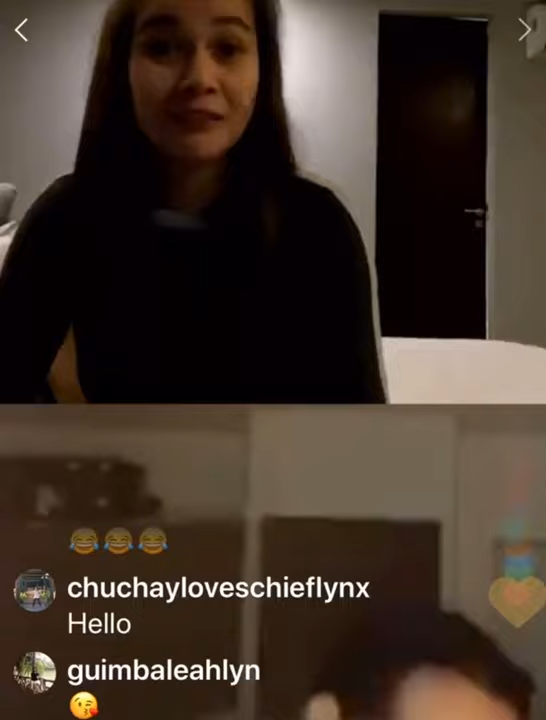 😂😂😂
chuchayloveschieflynx
Hello
guimbaleahlyn
😘